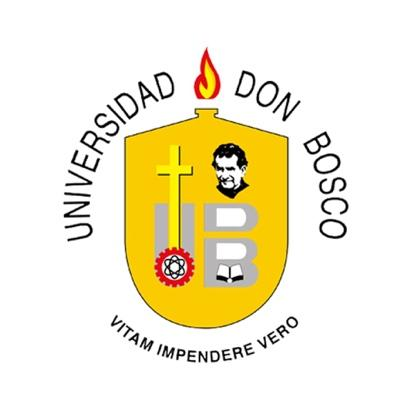 UNIVERSIDAD DON BOSCO
UDB
VITAM IMPENDERE VERO